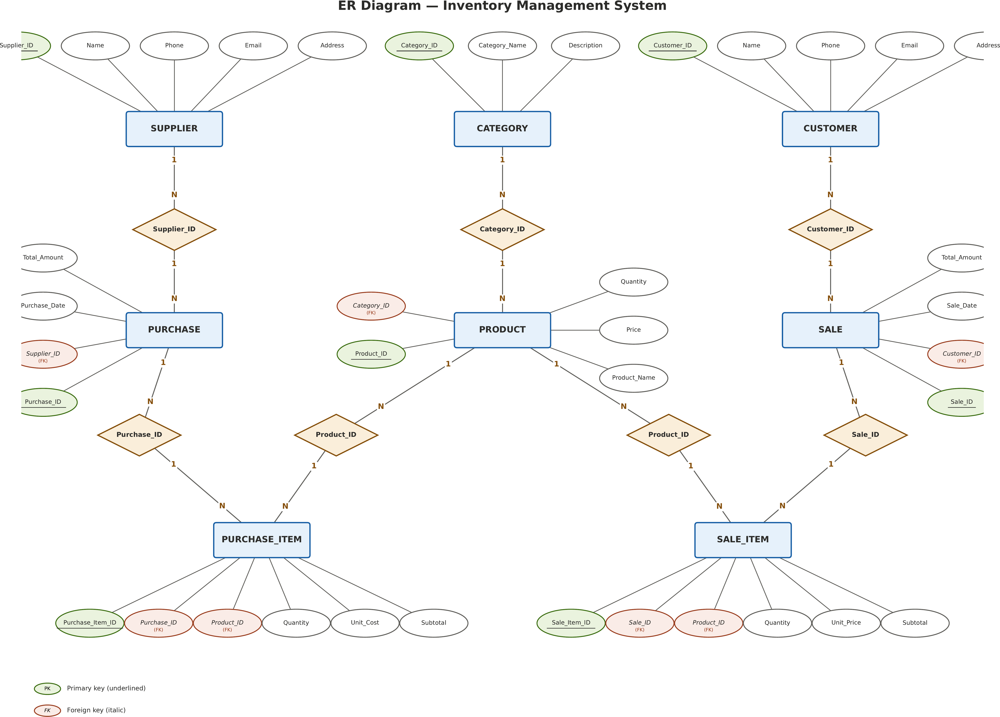 ER Diagram — Inventory Management System
Supplier_ID
Name
Phone
Email
Address
Category_ID
Category_Name
Description
Customer_ID
Name
Phone
Email
Address
SUPPLIER
CATEGORY
CUSTOMER
1
1
1
N
N
N
Supplier_ID
Category_ID
Customer_ID
1
1
1
Total_Amount
Total_Amount
Quantity
N
N
N
Purchase_Date
Category_ID
(FK)
Sale_Date
PURCHASE
PRODUCT
Price
SALE
Supplier_ID
(FK)
Product_ID
Customer_ID
(FK)
1
1
1
1
Product_Name
Purchase_ID
N
N
N
N
Sale_ID
Purchase_ID
Product_ID
Product_ID
Sale_ID
1
1
1
1
N
N
N
N
PURCHASE_ITEM
SALE_ITEM
Purchase_Item_ID
Purchase_ID
(FK)
Product_ID
(FK)
Quantity
Unit_Cost
Subtotal
Sale_Item_ID
Sale_ID
(FK)
Product_ID
(FK)
Quantity
Unit_Price
Subtotal
PK
Primary key (underlined)
FK
Foreign key (italic)